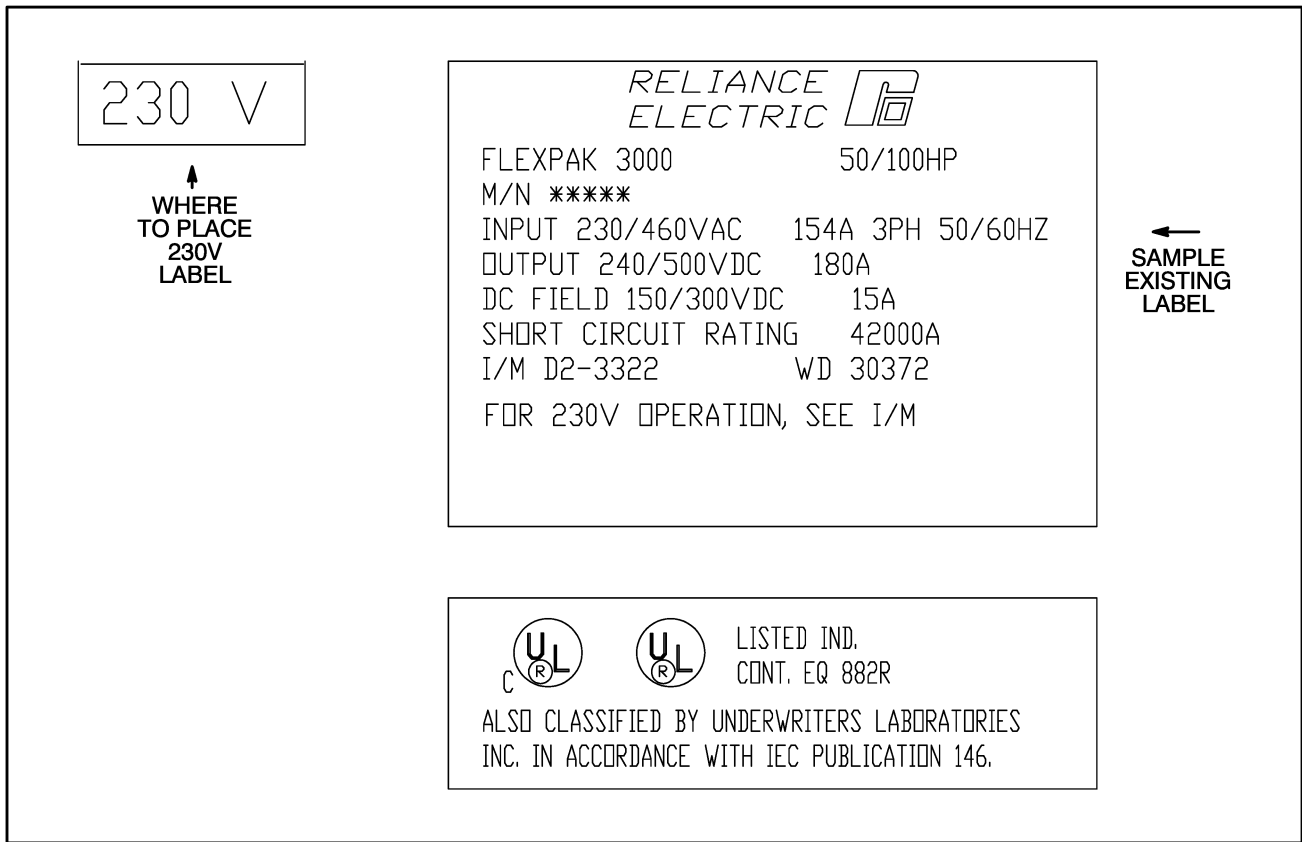 230 V
WHERE
TO PLACE
230V
LABEL
RELIANCE
ELECTRIC
FLEXPAK 3000 50/100HP
M/N *****
INPUT 230/460VAC 154A 3PH 50/60HZ
OUTPUT 240/500VDC 180A
DC FIELD 150/300VDC 15A
SHORT CIRCUIT RATING 42000A
I/M D2-3322 WD 30372
FOR 230V OPERATION, SEE I/M
SAMPLE
EXISTING
LABEL
C UL ® UL ® LISTED IND.
CONT. EQ 882R
ALSO CLASSIFIED BY UNDERWRITERS LABORATORIES
INC. IN ACCORDANCE WITH IEC PUBLICATION 146.